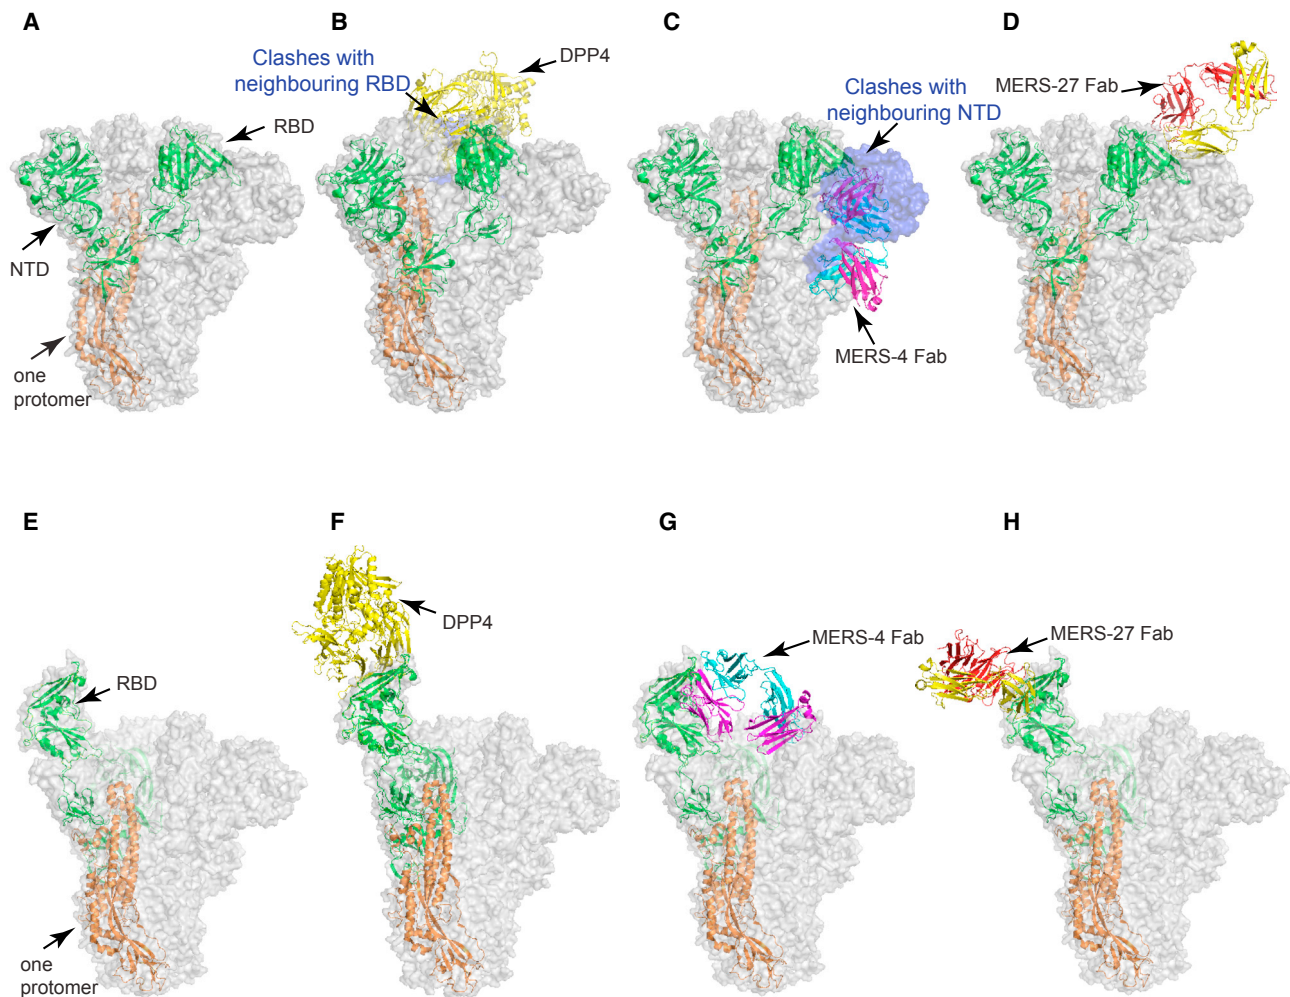 A
B
C
D
Clashes with
neighbouring RBD
DPP4
RBD
NTD
one
protomer
Clashes with
neighbouring NTD
MERS-4 Fab
MERS-27 Fab
E
F
G
H
RBD
one
protomer
DPP4
MERS-4 Fab
MERS-27 Fab